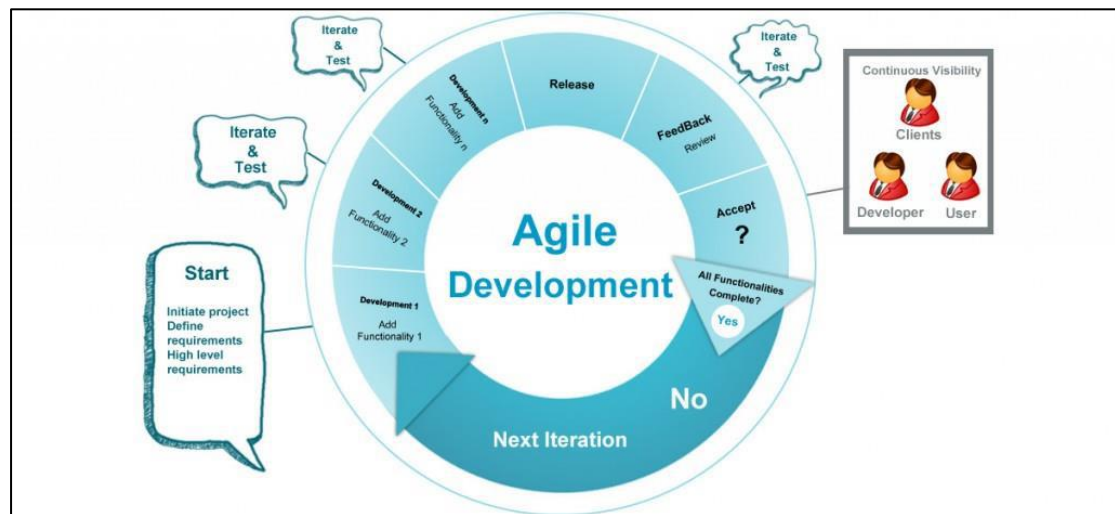 Iterate
&
Test
Iterate
&
Test
Iterate
&
Test
Start
Initiate project
Define
requirements
High level
requirements
Development 1
Add
Functionality 1
Development 2
Add
Functionality 2
Development n
Add
Functionality n
Release
FeedBack
Review
Accept
?
All Functionalities
Complete?
Yes
No
Next Iteration
Agile
Development
Continuous Visibility
Clients
Developer
User